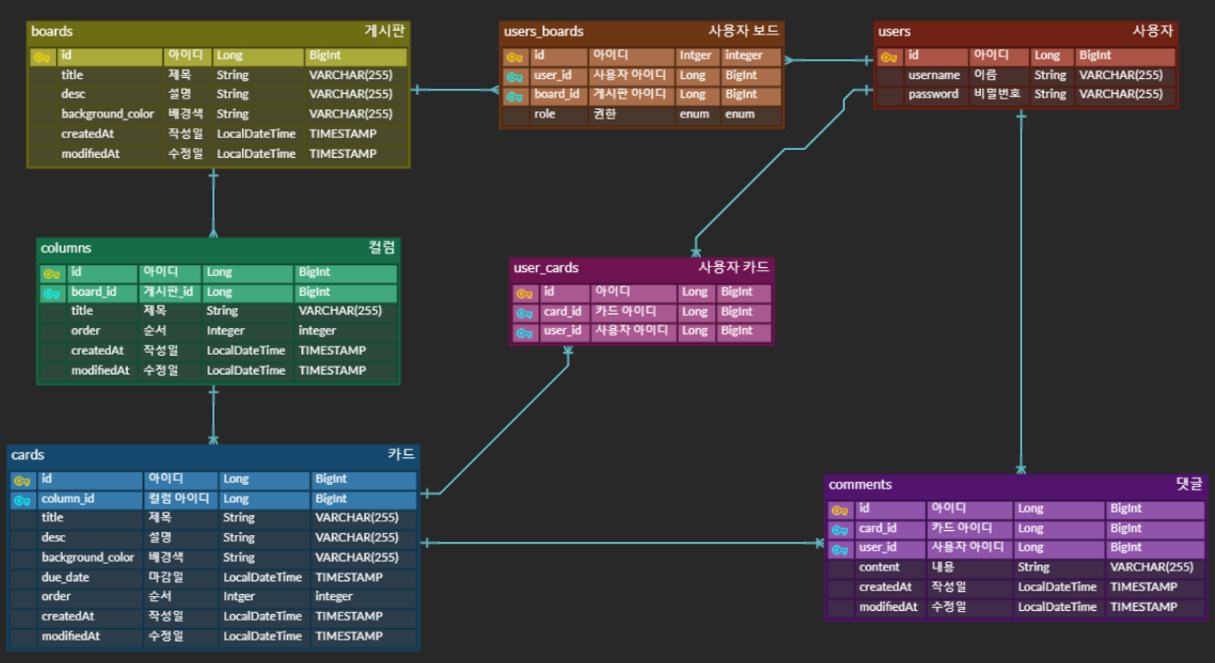 boards 게시판
id 아이디 Long BigInt
title 제목 String VARCHAR(255)
desc 설명 String VARCHAR(255)
background_color 배경색 String VARCHAR(255)
createdAt 작성일 LocalDateTime TIMESTAMP
modifiedAt 수정일 LocalDateTime TIMESTAMP
users_boards 사용자 보드
id 아이디 Intger integer
user_id 사용자 아이디 Long BigInt
board_id 게시판 아이디 Long BigInt
role 권한 enum enum
users 사용자
id 아이디 Long BigInt
username 이름 String VARCHAR(255)
password 비밀번호 String VARCHAR(255)
columns 컬럼
id 아이디 Long BigInt
board_id 게시판_id Long BigInt
title 제목 String VARCHAR(255)
order 순서 Integer integer
createdAt 작성일 LocalDateTime TIMESTAMP
modifiedAt 수정일 LocalDateTime TIMESTAMP
user_cards 사용자 카드
id 아이디 Long BigInt
card_id 카드 아이디 Long BigInt
user_id 사용자 아이디 Long BigInt
cards 카드
id 아이디 Long BigInt
column_id 컬럼 아이디 Long BigInt
title 제목 String VARCHAR(255)
desc 설명 String VARCHAR(255)
background_color 배경색 String VARCHAR(255)
due_date 마감일 LocalDateTime TIMESTAMP
order 순서 Intger integer
createdAt 작성일 LocalDateTime TIMESTAMP
modifiedAt 수정일 LocalDateTime TIMESTAMP
comments 댓글
id 아이디 Long BigInt
card_id 카드 아이디 Long BigInt
user_id 사용자 아이디 Long BigInt
content 내용 String VARCHAR(255)
createdAt 작성일 LocalDateTime TIMESTAMP
modifiedAt 수정일 LocalDateTime TIMESTAMP